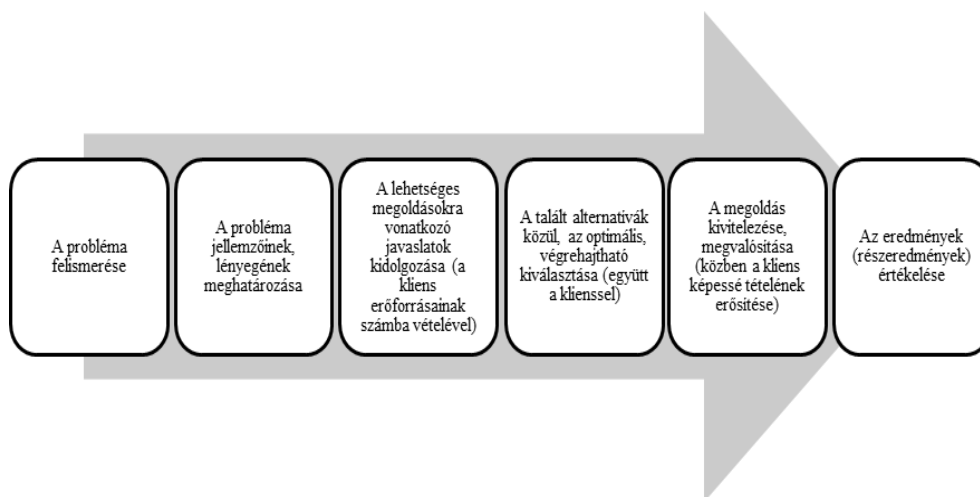 A probléma
felismerése
A probléma
jellemzőinek,
lényegének
meghatározása
A lehetséges
megoldásokra
vonatkozó
javaslatok
kidolgozása (a
kliens
erőforrásainak
számba vételével)
A talált alternatívák
közül, az optimális,
végrehajtható
kiválasztása (együtt
a klienssel)
A megoldás
kivitelezése,
megvalósítása
(közben a kliens
képessé tételének
erősítése)
Az eredmények
(részeredmények)
értékelése